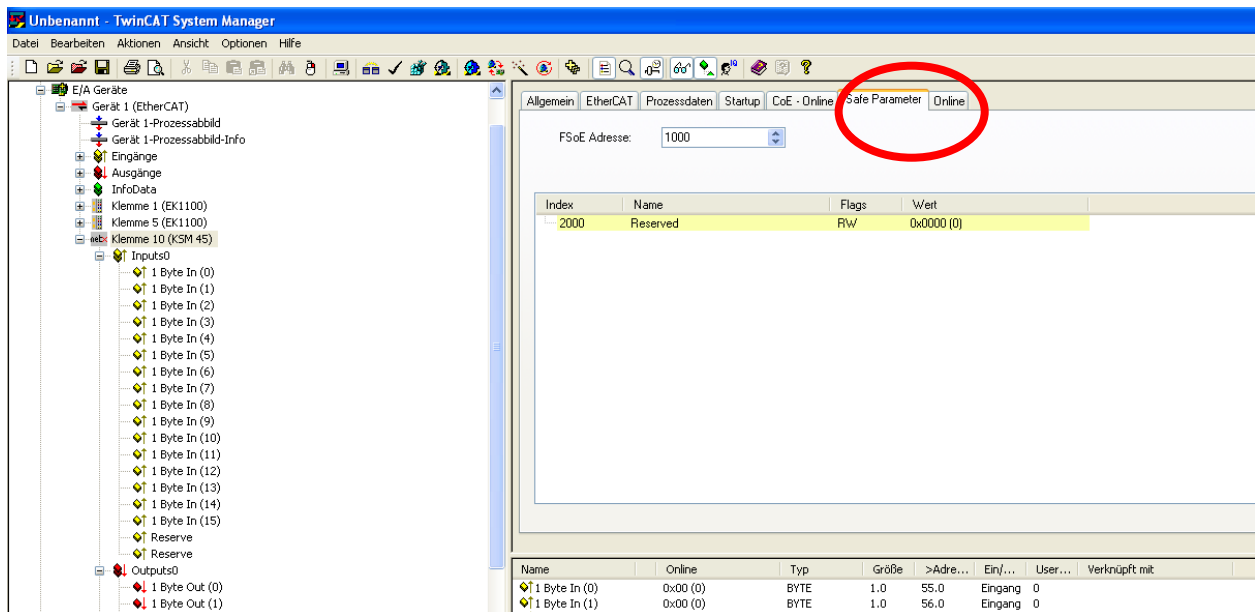 Unbenannt - TwinCAT System Manager
Datei Bearbeiten Aktionen Ansicht Optionen Hilfe
E/A Geräte
Gerät 1 (EtherCAT)
Gerät 1-Prozessabbild
Gerät 1-Prozessabbild-Info
Eingänge
Ausgänge
InfoData
Klemme 1 (EK1100)
Klemme 5 (EK1100)
Klemme 10 (KSM 45)
Inputs0
1 Byte In (0)
1 Byte In (1)
1 Byte In (2)
1 Byte In (3)
1 Byte In (4)
1 Byte In (5)
1 Byte In (6)
1 Byte In (7)
1 Byte In (8)
1 Byte In (9)
1 Byte In (10)
1 Byte In (11)
1 Byte In (12)
1 Byte In (13)
1 Byte In (14)
1 Byte In (15)
Reserve
Reserve
Outputs0
1 Byte Out (0)
1 Byte Out (1)
Allgemein EtherCAT Prozessdaten Startup CoE - Online Safe Parameter Online
FSoE Adresse: 1000
Index Name Flags Wert
2000 Reserved RW 0x0000 (0)
Name Online Typ Größe >Adre... Ein/... User... Verknüpft mit
1 Byte In (0) 0x00 (0) BYTE 1.0 55.0 Eingang 0
1 Byte In (1) 0x00 (0) BYTE 1.0 56.0 Eingang 0